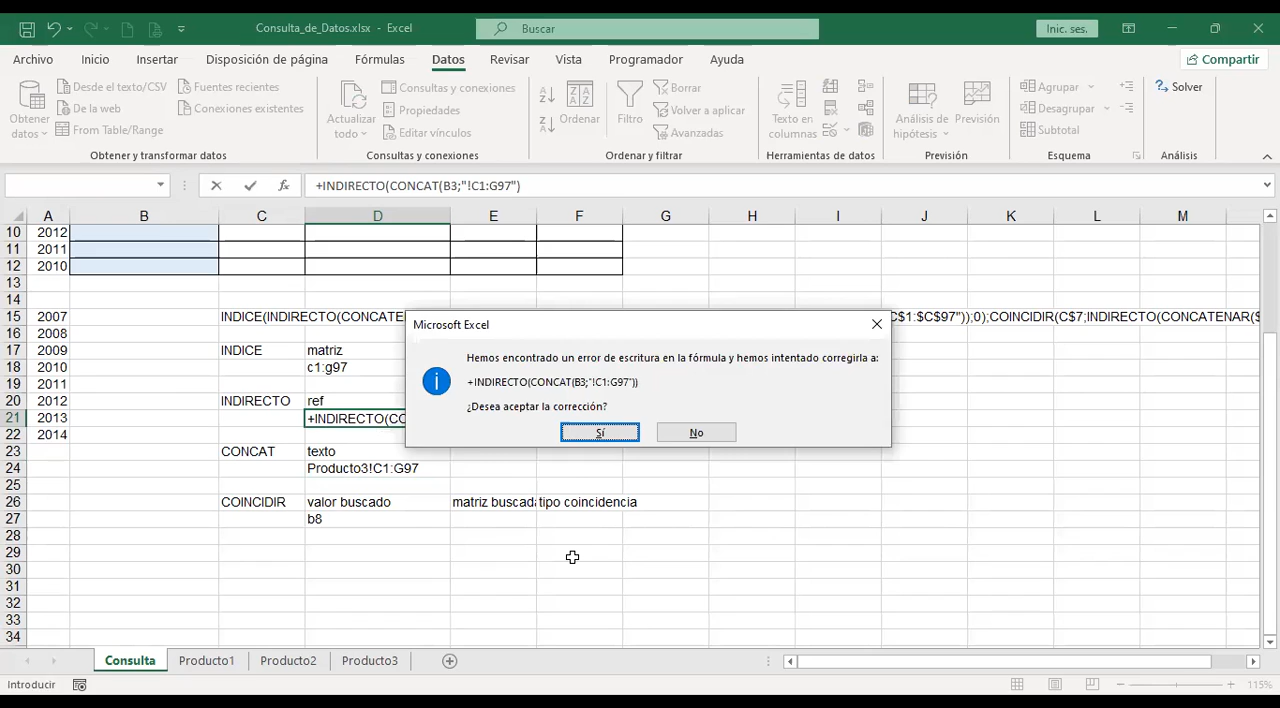 Consulta_de_Datos.xlsx - Excel
Buscar
Inic. ses.
Archivo Inicio Insertar Disposición de página Fórmulas Datos Revisar Vista Programador Ayuda
Compartir
Obtener datos
Desde el texto/CSV
De la web
From Table/Range
Fuentes recientes
Conexiones existentes
Obtener y transformar datos
Actualizar todo
Consultas y conexiones
Propiedades
Editar vínculos
Consultas y conexiones
Ordenar
Filtro
Borrar
Volver a aplicar
Avanzadas
Ordenar y filtrar
Texto en columnas
Herramientas de datos
Análisis de hipótesis
Previsión
Previsión
Agrupar
Desagrupar
Subtotal
Esquema
Solver
Análisis
+INDIRECTO(CONCAT(B3;"!C1:G97")
A B C D E F G H I J K L M
10 2012
11 2011
12 2010
13
14
15 2007 INDICE(INDIRECTO(CONCATE C$1:$C$97"));0);COINCIDIR(C$7;INDIRECTO(CONCATENAR($
16 2008
17 2009 INDICE matriz
18 2010 c1:g97
19 2011
20 2012 INDIRECTO ref
21 2013 +INDIRECTO(CO
22 2014
23 CONCAT texto
24 Producto3!C1:G97
25
26 COINCIDIR valor buscado matriz buscada tipo coincidencia
27 b8
28
29
30
31
32
33
34
Microsoft Excel
Hemos encontrado un error de escritura en la fórmula y hemos intentado corregirla a:
+INDIRECTO(CONCAT(B3;"!C1:G97"))
¿Desea aceptar la corrección?
Sí No
Consulta Producto1 Producto2 Producto3
Introducir
115%